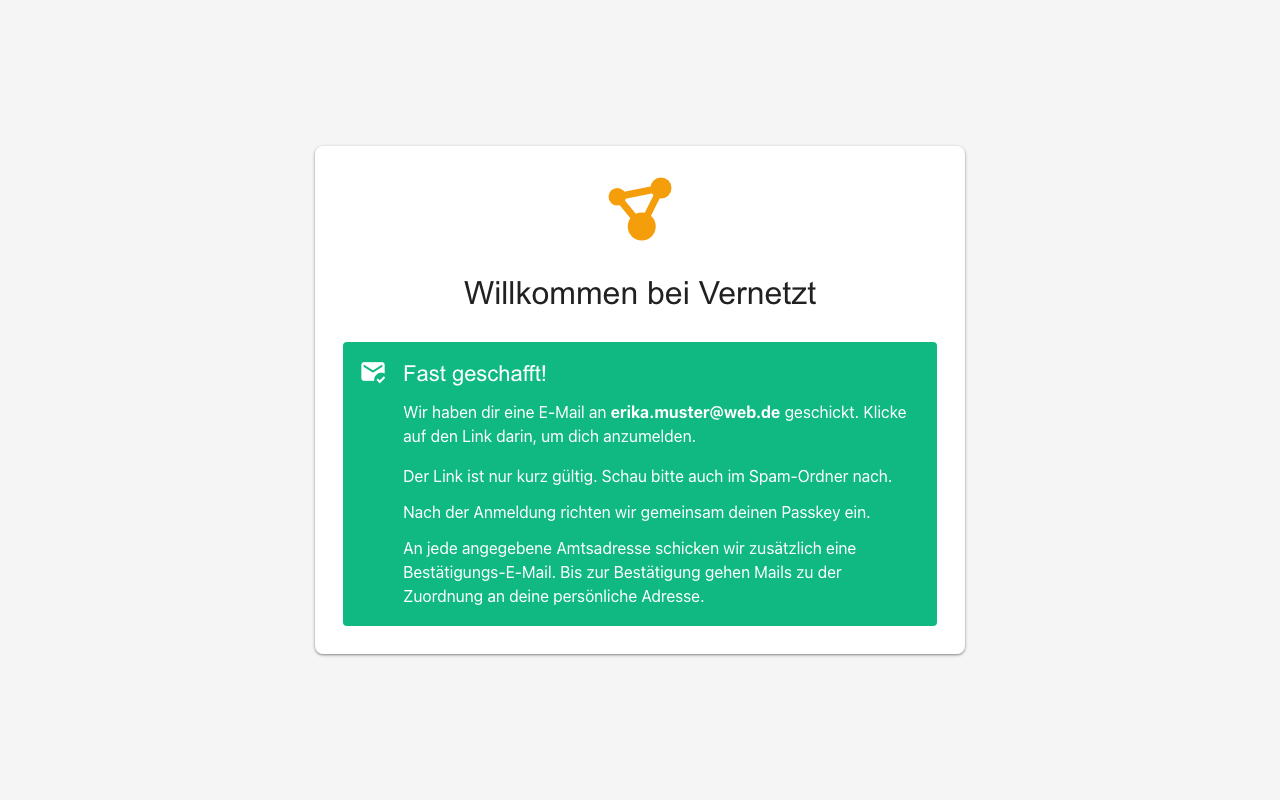 Willkommen bei Vernetzt
Fast geschafft!
Wir haben dir eine E-Mail an erika.muster@web.de geschickt. Klicke
auf den Link darin, um dich anzumelden.
Der Link ist nur kurz gültig. Schau bitte auch im Spam-Ordner nach.
Nach der Anmeldung richten wir gemeinsam deinen Passkey ein.
An jede angegebene Amtsadresse schicken wir zusätzlich eine
Bestätigungs-E-Mail. Bis zur Bestätigung gehen Mails zu der
Zuordnung an deine persönliche Adresse.